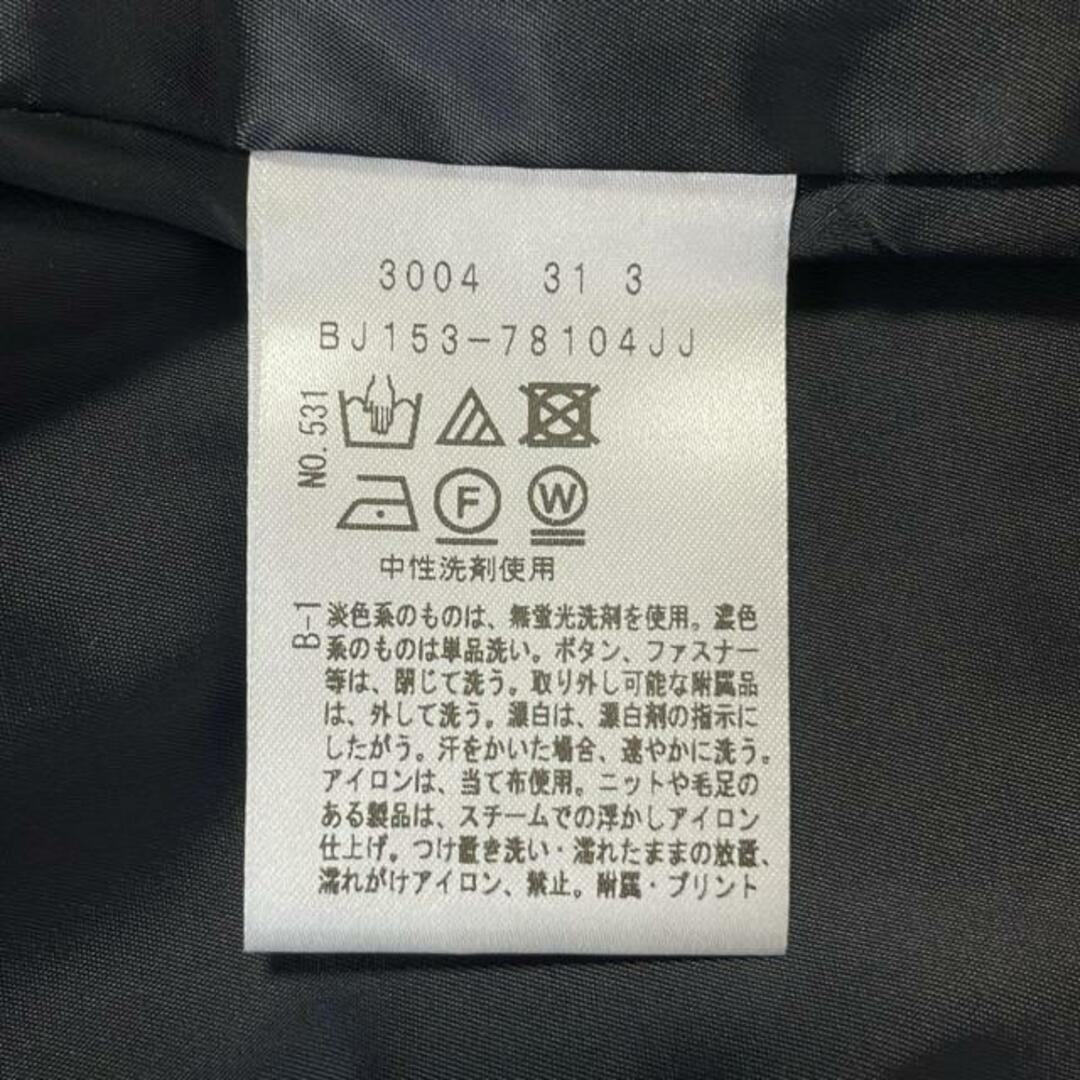 3004 31 3
BJ153-78104JJ
NO.531
F W
中性洗剤使用
B-1
淡色系のものは、無蛍光洗剤を使用。濃色
系のものは単品洗い。ボタン、ファスナー
等は、閉じて洗う。取り外し可能な附属品
は、外して洗う。漂白は、漂白剤の指示に
したがう。汗をかいた場合、速やかに洗う。
アイロンは、当て布使用。ニットや毛足の
ある製品は、スチームでの浮かしアイロン
仕上げ。つけ置き洗い・濡れたままの放置、
濡れがけアイロン、禁止。附属・プリント